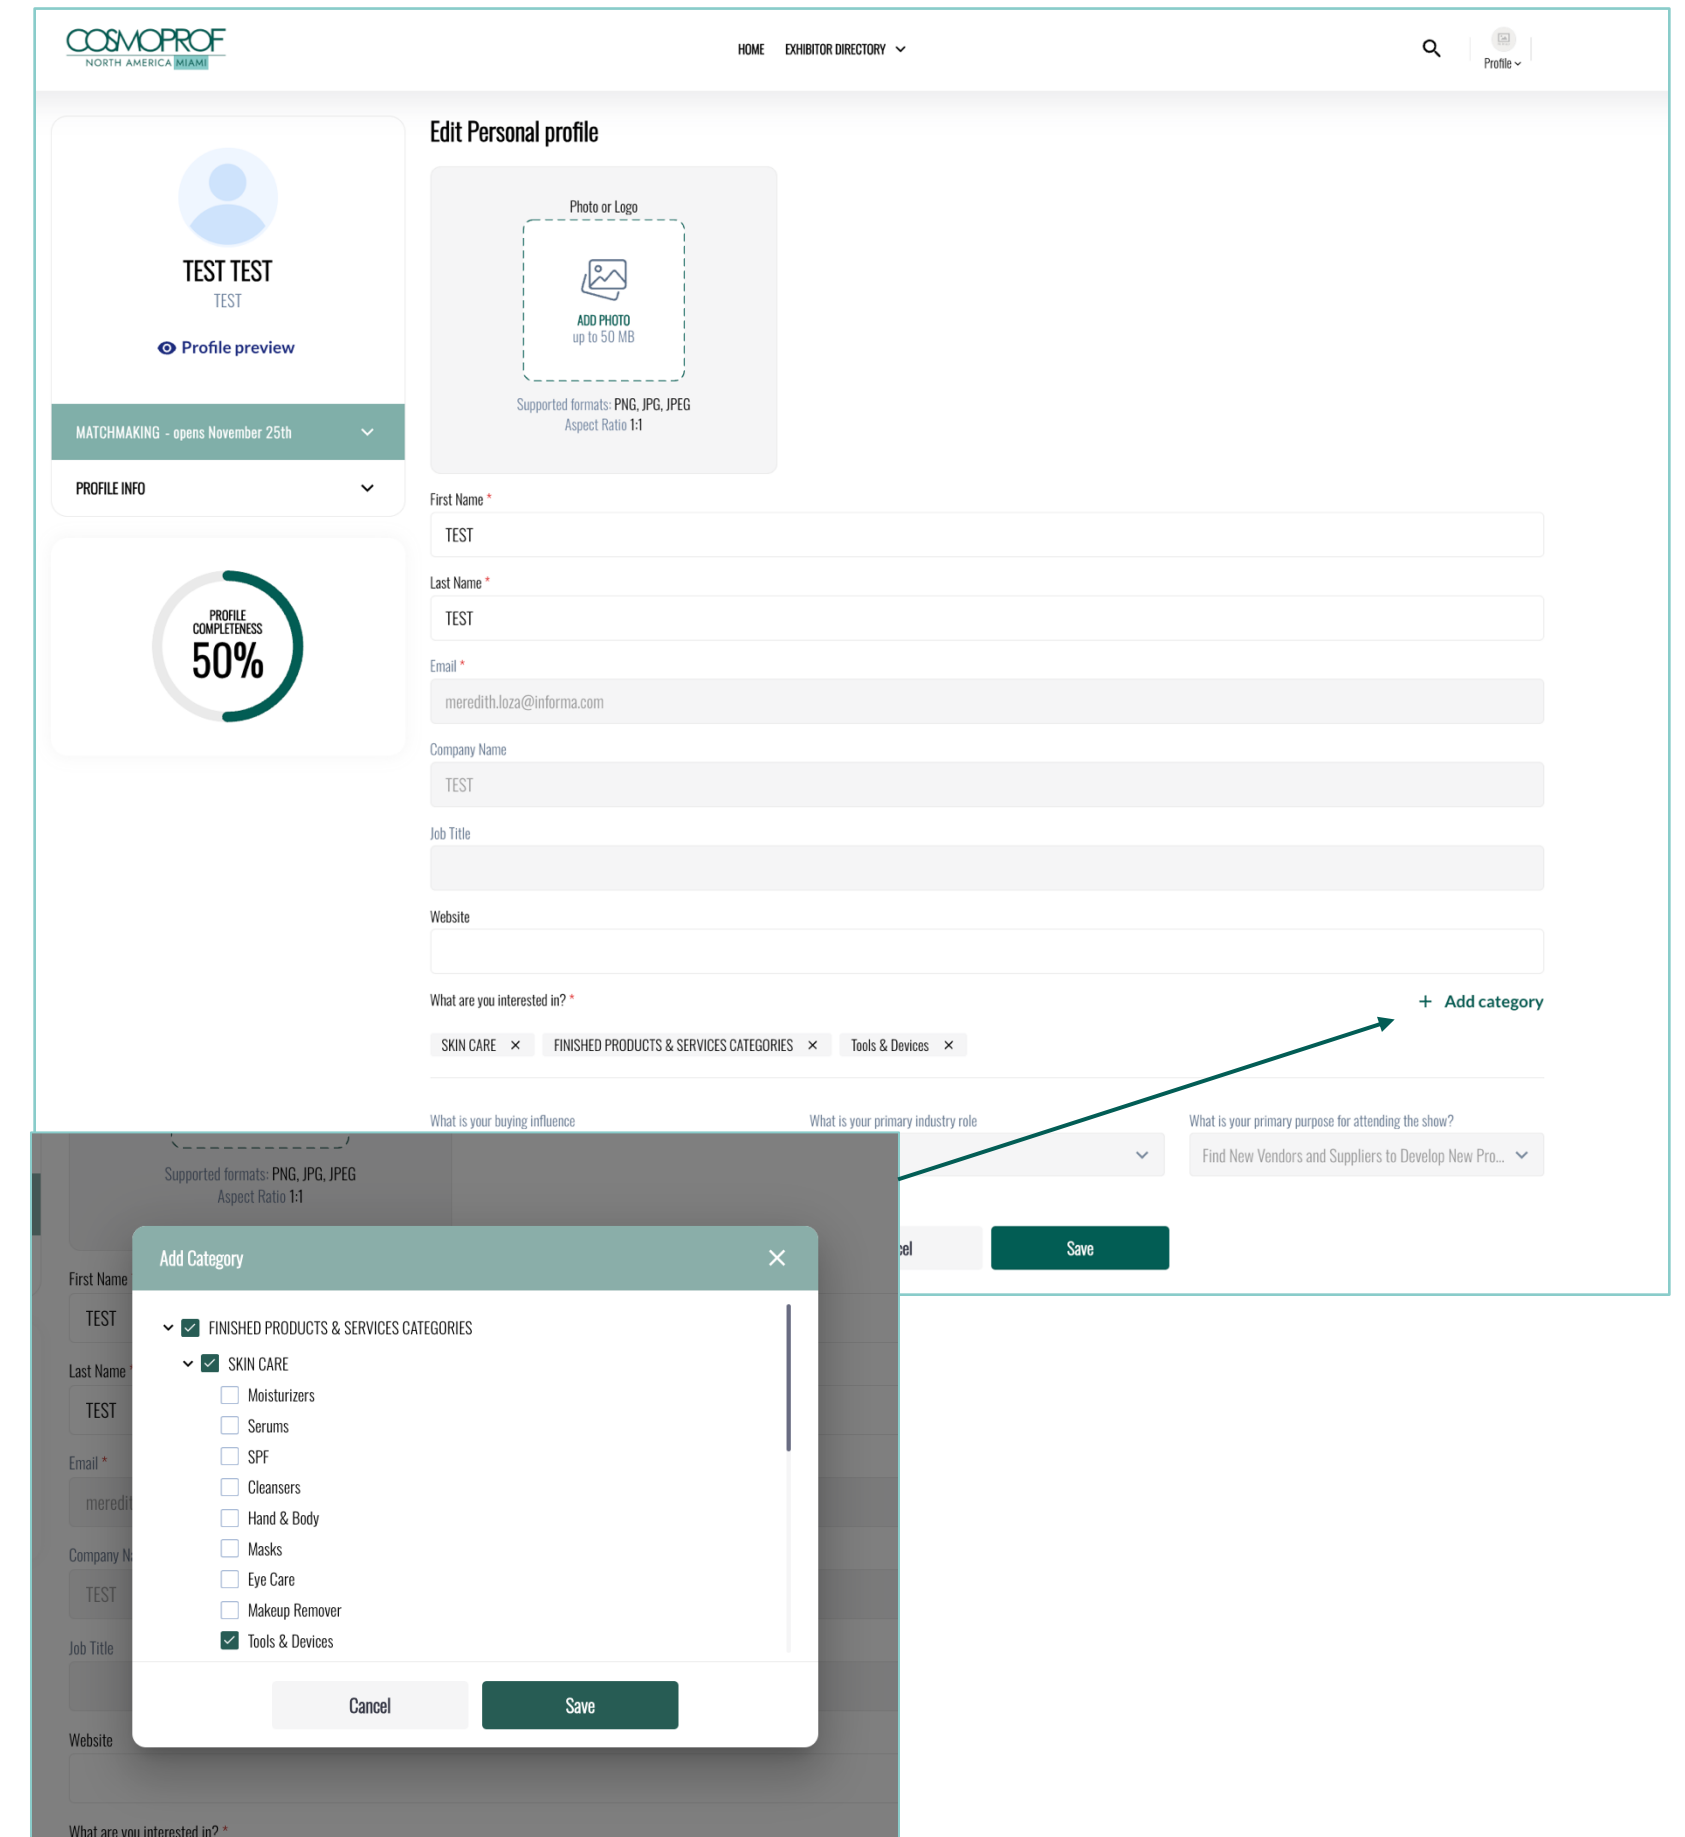 COSMOPROF
NORTH AMERICA MIAMI
HOME EXHIBITOR DIRECTORY
Profile
TEST TEST
TEST
Profile preview
MATCHMAKING - opens November 25th
PROFILE INFO
PROFILE
COMPLETENESS
50%
Edit Personal profile
Photo or Logo
ADD PHOTO
up to 50 MB
Supported formats: PNG, JPG, JPEG
Aspect Ratio 1:1
First Name *
TEST
Last Name *
TEST
Email *
meredith.loza@informa.com
Company Name
TEST
Job Title
Website
What are you interested in? *
+ Add category
SKIN CARE × FINISHED PRODUCTS & SERVICES CATEGORIES × Tools & Devices ×
What is your buying influence What is your primary industry role What is your primary purpose for attending the show?
Find New Vendors and Suppliers to Develop New Pro...
Save
Supported formats: PNG, JPG, JPEG
Aspect Ratio 1:1
First Name
TEST
Last Name
TEST
Email *
Company
TEST
Job Title
Website
What are you interested in? *
Add Category
FINISHED PRODUCTS & SERVICES CATEGORIES
SKIN CARE
Moisturizers
Serums
SPF
Cleansers
Hand & Body
Masks
Eye Care
Makeup Remover
Tools & Devices
Cancel Save